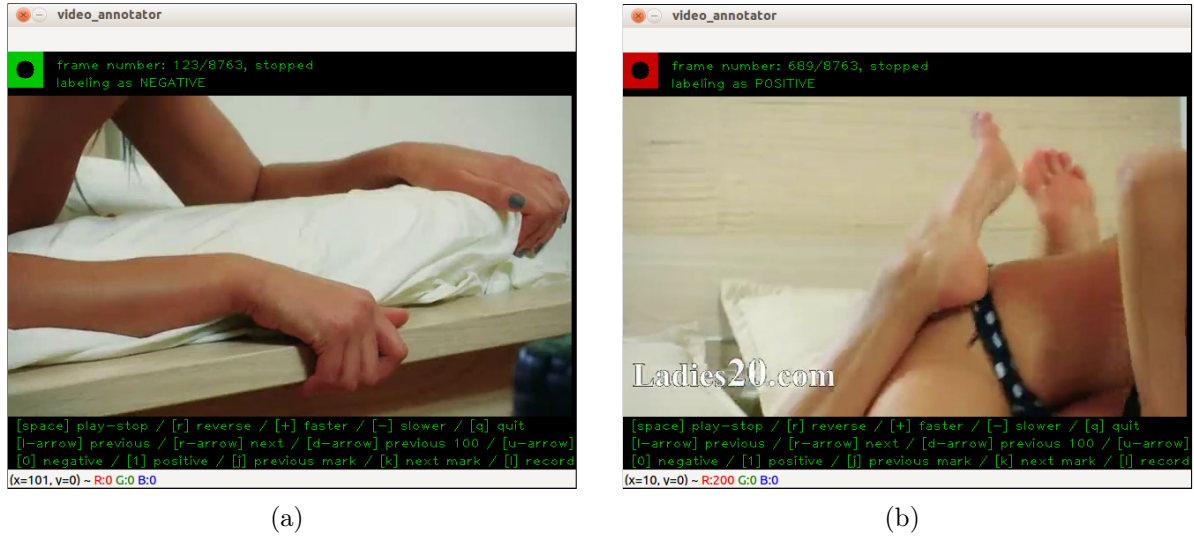 video_annotator
frame number: 123/8763, stopped
labeling as NEGATIVE
[space] play-stop / [r] reverse / [+] faster / [-] slower / [q] quit
[l-arrow] previous / [r-arrow] next / [d-arrow] previous 100 / [u-arrow]
[0] negative / [1] positive / [j] previous mark / [k] next mark / [l] record
(x=101, y=0) ~ R:0 G:0 B:0
(a)
video_annotator
frame number: 689/8763, stopped
labeling as POSITIVE
Ladies20.com
[space] play-stop / [r] reverse / [+] faster / [-] slower / [q] quit
[l-arrow] previous / [r-arrow] next / [d-arrow] previous 100 / [u-arrow]
[0] negative / [1] positive / [j] previous mark / [k] next mark / [l] record
(x=10, y=0) ~ R:200 G:0 B:0
(b)